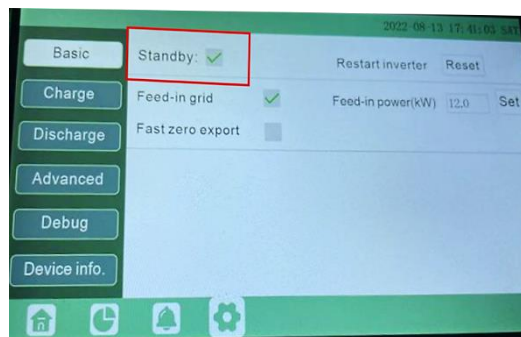 2022-08-13 17:41:03 SAT
Basic
Standby:
Restart inverter Reset
Charge
Feed-in grid
Feed-in power(kW) 12.0 Set
Discharge
Fast zero export
Advanced
Debug
Device info.